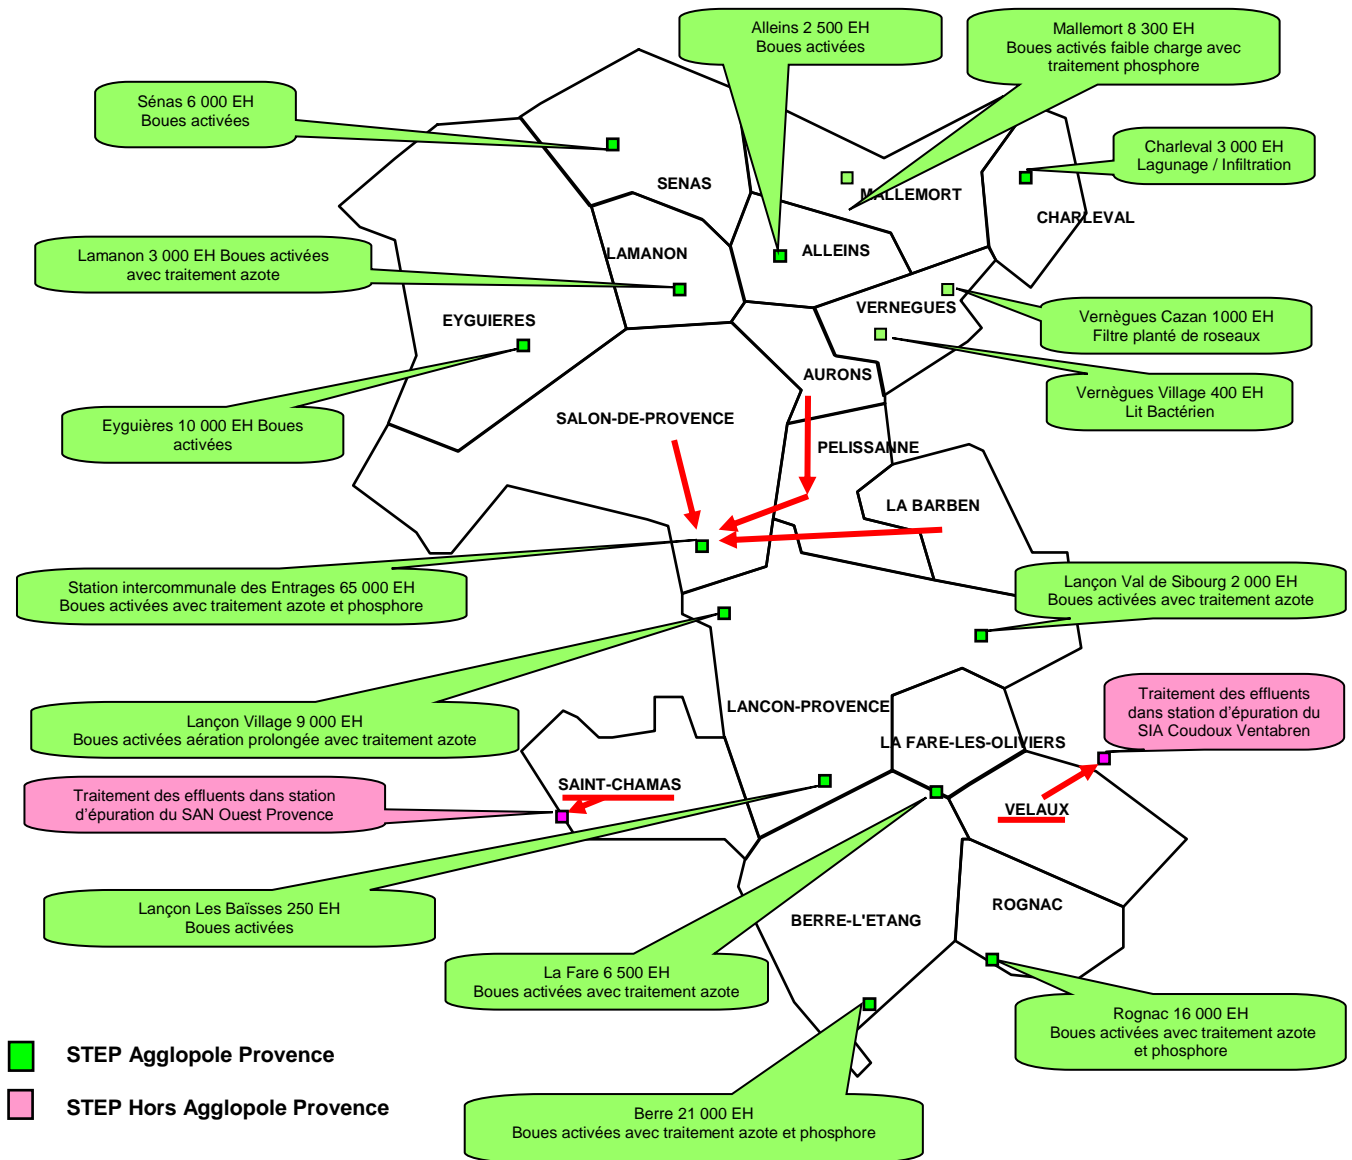 Alleins 2 500 EH
Boues activées
Mallemort 8 300 EH
Boues activés faible charge avec
traitement phosphore
Sénas 6 000 EH
Boues activées
Charleval 3 000 EH
Lagunage / Infiltration
SENAS
MALLEMORT
CHARLEVAL
Lamanon 3 000 EH Boues activées
avec traitement azote
LAMANON
ALLEINS
EYGUIERES
VERNEGUES
Vernègues Cazan 1000 EH
Filtre planté de roseaux
AURONS
Vernègues Village 400 EH
Lit Bactérien
Eyguières 10 000 EH Boues
activées
SALON-DE-PROVENCE
PELISSANNE
LA BARBEN
Station intercommunale des Entrages 65 000 EH
Boues activées avec traitement azote et phosphore
Lançon Val de Sibourg 2 000 EH
Boues activées avec traitement azote
Lançon Village 9 000 EH
Boues activées aération prolongée avec traitement azote
LANCON-PROVENCE
Traitement des effluents
dans station d'épuration du
SIA Coudoux Ventabren
LA FARE-LES-OLIVIERS
SAINT-CHAMAS
Traitement des effluents dans station
d'épuration du SAN Ouest Provence
VELAUX
Lançon Les Baïsses 250 EH
Boues activées
BERRE-L'ETANG
ROGNAC
La Fare 6 500 EH
Boues activées avec traitement azote
Rognac 16 000 EH
Boues activées avec traitement azote
et phosphore
STEP Agglopole Provence
STEP Hors Agglopole Provence
Berre 21 000 EH
Boues activées avec traitement azote et phosphore